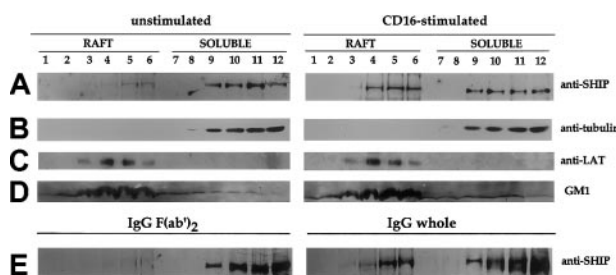 unstimulated CD16-stimulated
RAFT SOLUBLE RAFT SOLUBLE
1 2 3 4 5 6 7 8 9 10 11 12 1 2 3 4 5 6 7 8 9 10 11 12
A anti-SHIP
B anti-tubulin
C anti-LAT
D GM1
IgG F(ab')2 IgG whole
E anti-SHIP